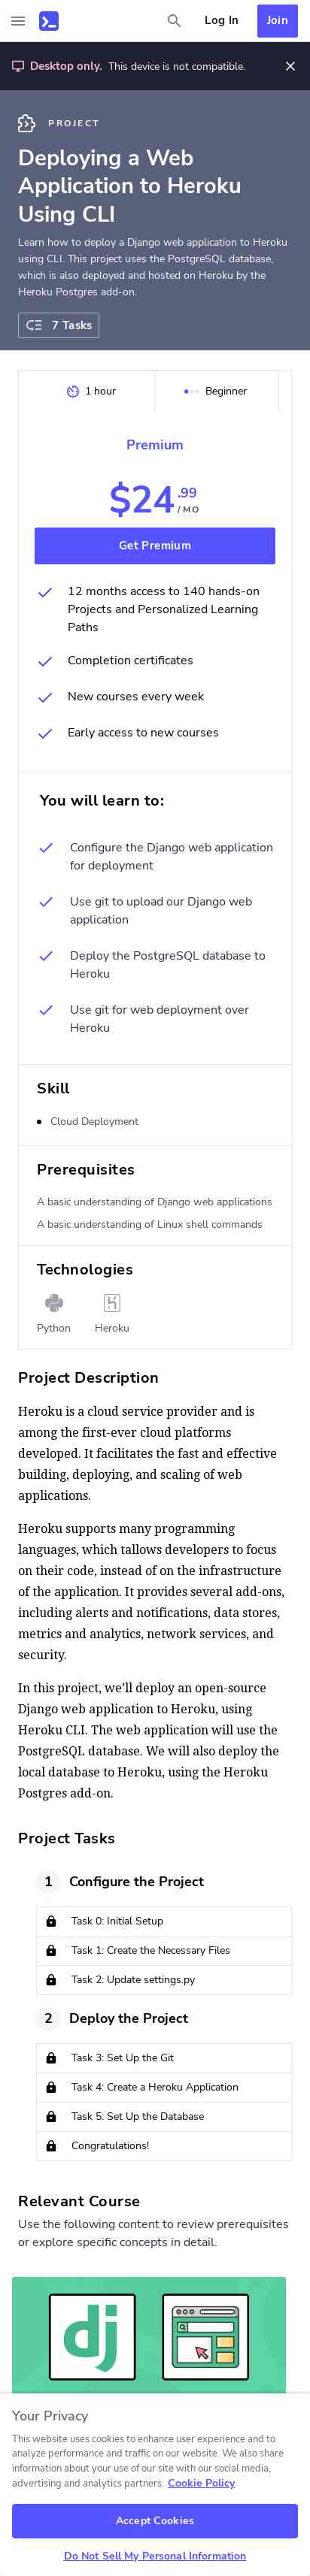 Log In
Join
Desktop only. This device is not compatible.
PROJECT
Deploying a Web
Application to Heroku
Using CLI
Learn how to deploy a Django web application to Heroku
using CLI. This project uses the PostgreSQL database,
which is also deployed and hosted on Heroku by the
Heroku Postgres add-on.
7 Tasks
1 hour
Beginner
Premium
$24.99
/ MO
Get Premium
12 months access to 140 hands-on
Projects and Personalized Learning
Paths
Completion certificates
New courses every week
Early access to new courses
You will learn to:
Configure the Django web application
for deployment
Use git to upload our Django web
application
Deploy the PostgreSQL database to
Heroku
Use git for web deployment over
Heroku
Skill
Cloud Deployment
Prerequisites
A basic understanding of Django web applications
A basic understanding of Linux shell commands
Technologies
Python
Heroku
Project Description
Heroku is a cloud service provider and is
among the first-ever cloud platforms
developed. It facilitates the fast and effective
building, deploying, and scaling of web
applications.
Heroku supports many programming
languages, which tallows developers to focus
on their code, instead of on the infrastructure
of the application. It provides several add-ons,
including alerts and notifications, data stores,
metrics and analytics, network services, and
security.
In this project, we’ll deploy an open-source
Django web application to Heroku, using
Heroku CLI. The web application will use the
PostgreSQL database. We will also deploy the
local database to Heroku, using the Heroku
Postgres add-on.
Project Tasks
1 Configure the Project
Task 0: Initial Setup
Task 1: Create the Necessary Files
Task 2: Update settings.py
2 Deploy the Project
Task 3: Set Up the Git
Task 4: Create a Heroku Application
Task 5: Set Up the Database
Congratulations!
Relevant Course
Use the following content to review prerequisites
or explore specific concepts in detail.
dj
Your Privacy
This website uses cookies to enhance user experience and to
analyze performance and traffic on our website. We also share
information about your use of our site with our social media,
advertising and analytics partners. Cookie Policy
Accept Cookies
Do Not Sell My Personal Information